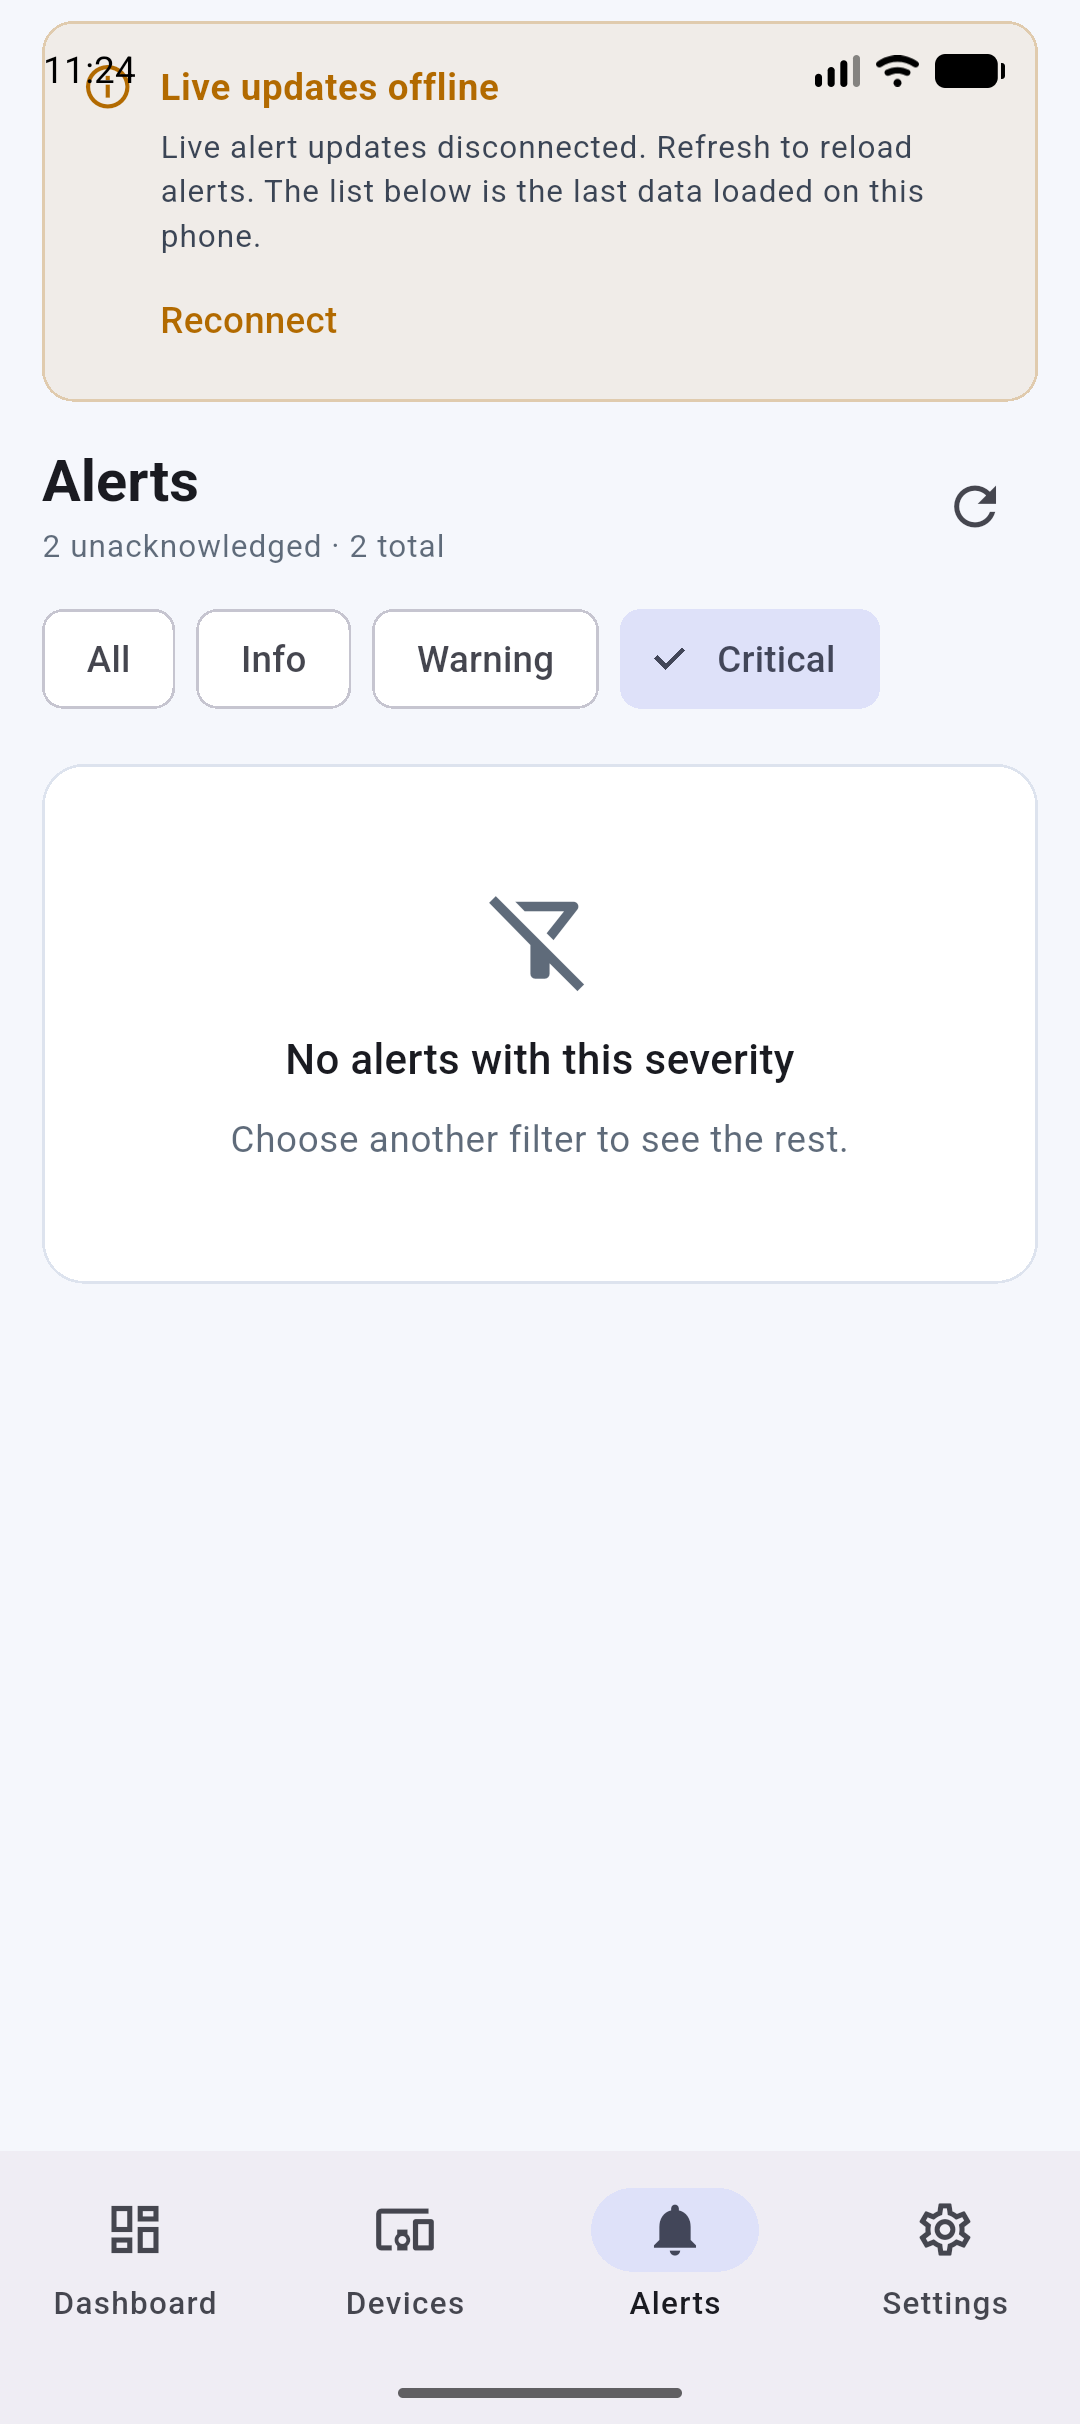 11:24
Live updates offline
Live alert updates disconnected. Refresh to reload
alerts. The list below is the last data loaded on this
phone.
Reconnect
Alerts
2 unacknowledged · 2 total
All
Info
Warning
Critical
No alerts with this severity
Choose another filter to see the rest.
Dashboard
Devices
Alerts
Settings